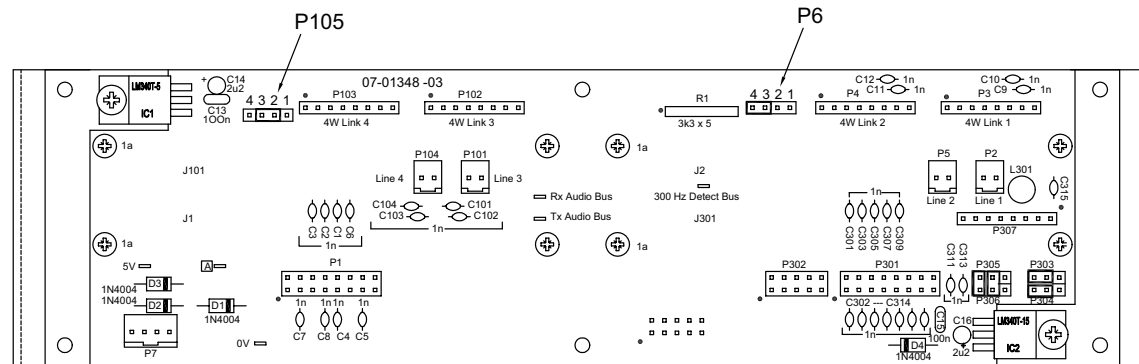 P105
P6
LM340T-5
IC1
+
C14
2u2
C13
100n
4 3 2 1
07-01348 -03
P103
4W Link 4
P102
4W Link 3
R1
3k3 x 5
4 3 2 1
C12 1n
C11 1n
P4
4W Link 2
C10 1n
C9 1n
P3
4W Link 1
1a
1a
J101
P104
Line 4
P101
Line 3
J2
300 Hz Detect Bus
P5
Line 2
P2
Line 1
L301
C315
Rx Audio Bus
Tx Audio Bus
J1
J301
C104
C103
C101
C102
1n
1n
C301
C303
C305
C307
C309
P307
C3
C2
C1
C6
1n
1a
1a
5V
A
P1
P302
P301
C311
C313
1n
P305
P306
P303
P304
D3
1N4004
1N4004
D2
D1
1N4004
P7
0V
1n
1n
1n
1n
C7
C8
C4
C5
C302 --- C314
1n
C15
100n
D4
1N4004
C16
+
2u2
LM340T-15
IC2